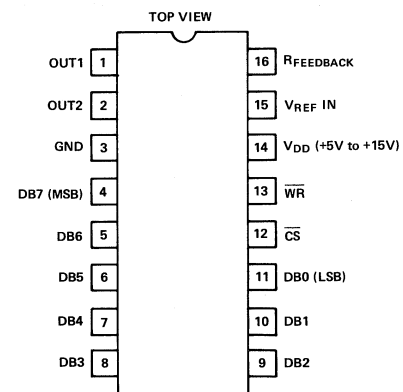 TOP VIEW
OUT1 1
OUT2 2
GND 3
DB7 (MSB) 4
DB6 5
DB5 6
DB4 7
DB3 8
16 RFEEDBACK
15 VREF IN
14 VDD (+5V to +15V)
13 W̅R̅
12 C̅S̅
11 DB0 (LSB)
10 DB1
9 DB2